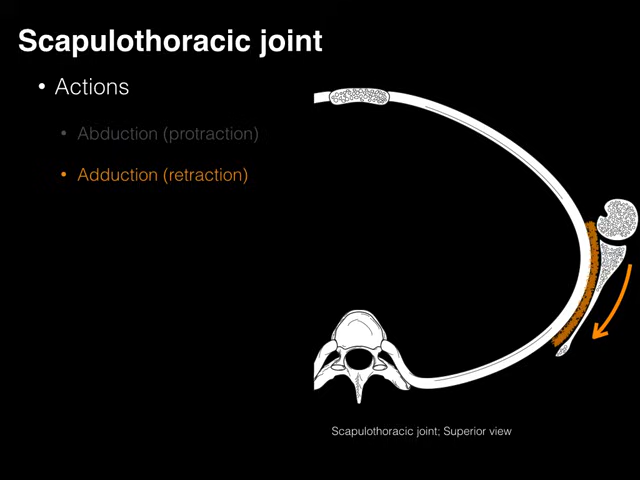 Scapulothoracic joint
• Actions
• Abduction (protraction)
• Adduction (retraction)
Scapulothoracic joint; Superior view